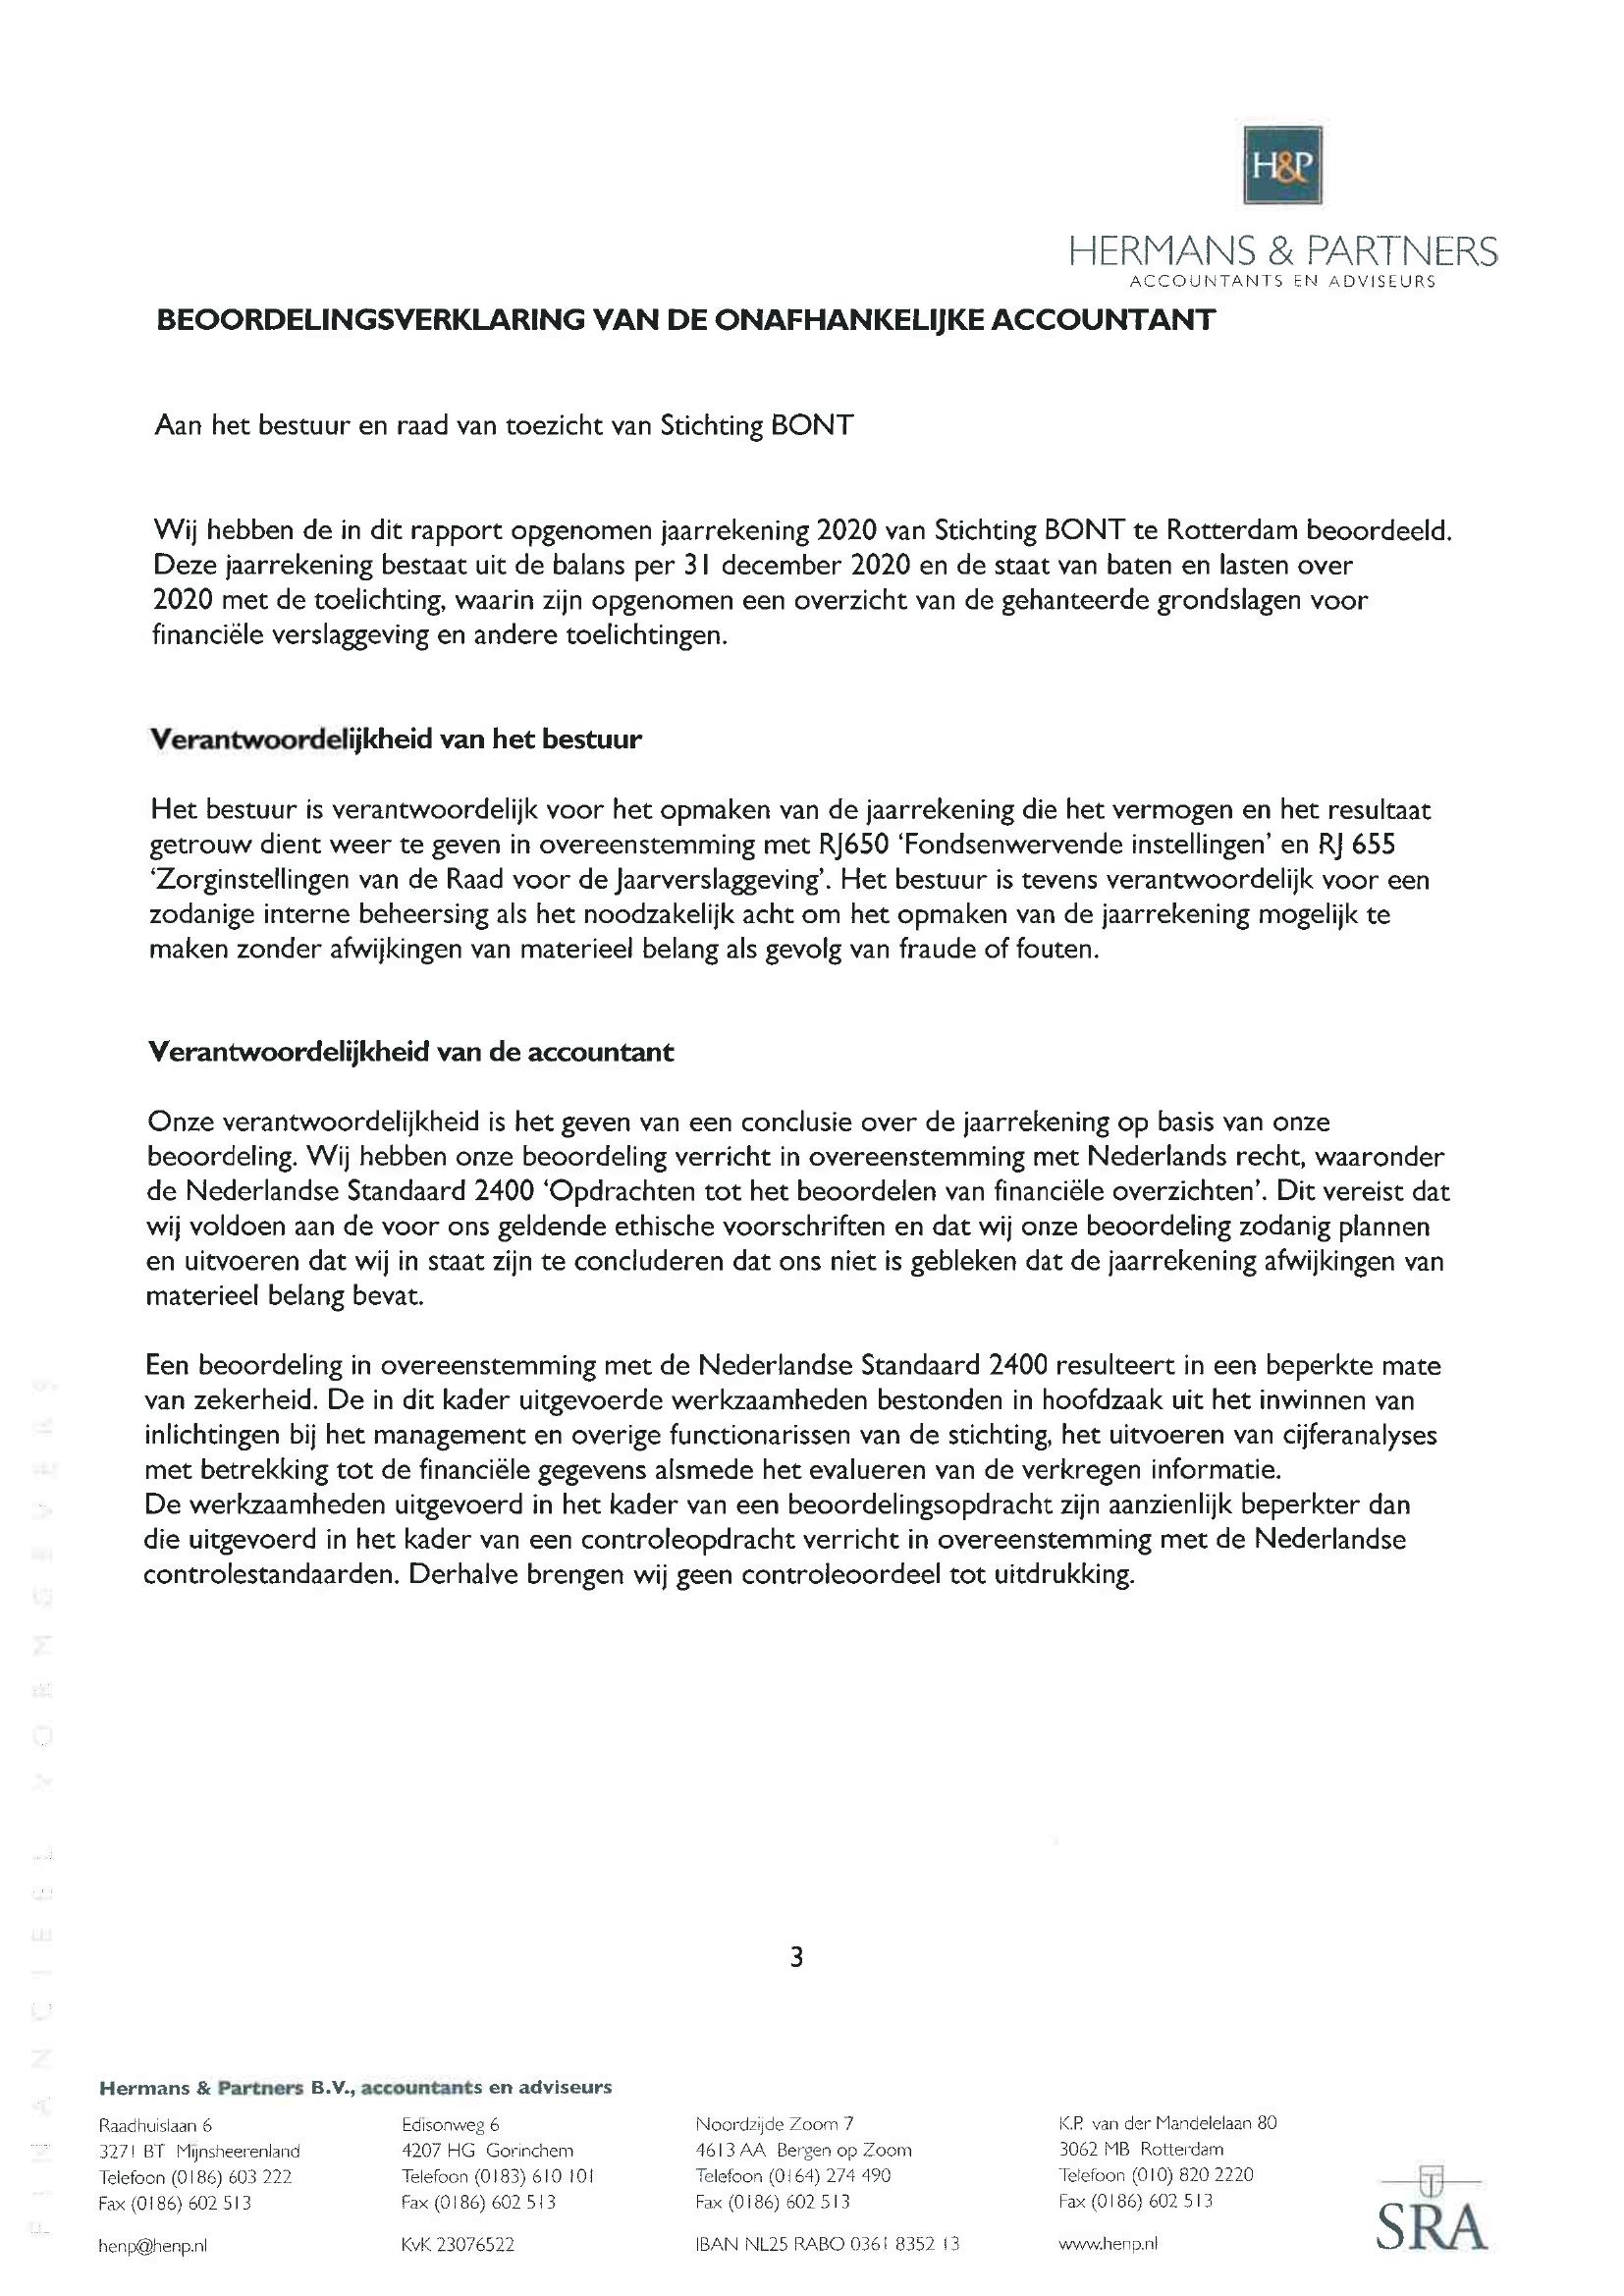 H&P
HERMANS & PARTNERS
ACCOUNTANTS EN ADVISEURS
BEOORDELINGSVERKLARING VAN DE ONAFHANKELIJKE ACCOUNTANT
Aan het bestuur en raad van toezicht van Stichting BONT
Wij hebben de in dit rapport opgenomen jaarrekening 2020 van Stichting BONT te Rotterdam beoordeeld.
Deze jaarrekening bestaat uit de balans per 31 december 2020 en de staat van baten en lasten over
2020 met de toelichting, waarin zijn opgenomen een overzicht van de gehanteerde grondslagen voor
financiële verslaggeving en andere toelichtingen.
Verantwoordelijkheid van het bestuur
Het bestuur is verantwoordelijk voor het opmaken van de jaarrekening die het vermogen en het resultaat
getrouw dient weer te geven in overeenstemming met RJ650 ‘Fondsenwervende instellingen’ en RJ 655
‘Zorginstellingen van de Raad voor de Jaarverslaggeving’. Het bestuur is tevens verantwoordelijk voor een
zodanige interne beheersing als het noodzakelijk acht om het opmaken van de jaarrekening mogelijk te
maken zonder afwijkingen van materieel belang als gevolg van fraude of fouten.
Verantwoordelijkheid van de accountant
Onze verantwoordelijkheid is het geven van een conclusie over de jaarrekening op basis van onze
beoordeling. Wij hebben onze beoordeling verricht in overeenstemming met Nederlands recht, waaronder
de Nederlandse Standaard 2400 ‘Opdrachten tot het beoordelen van financiële overzichten’. Dit vereist dat
wij voldoen aan de voor ons geldende ethische voorschriften en dat wij onze beoordeling zodanig plannen
en uitvoeren dat wij in staat zijn te concluderen dat ons niet is gebleken dat de jaarrekening afwijkingen van
materieel belang bevat.
Een beoordeling in overeenstemming met de Nederlandse Standaard 2400 resulteert in een beperkte mate
van zekerheid. De in dit kader uitgevoerde werkzaamheden bestonden in hoofdzaak uit het inwinnen van
inlichtingen bij het management en overige functionarissen van de stichting, het uitvoeren van cijferanalyses
met betrekking tot de financiële gegevens alsmede het evalueren van de verkregen informatie.
De werkzaamheden uitgevoerd in het kader van een beoordelingsopdracht zijn aanzienlijk beperkter dan
die uitgevoerd in het kader van een controleopdracht verricht in overeenstemming met de Nederlandse
controlestandaarden. Derhalve brengen wij geen controleoordeel tot uitdrukking.
FINANCIEEL VORMGEVERS
3
Hermans & Partners B.V., accountants en adviseurs
Raadhuislaan 6
3271 BT Mijnsheerenland
Telefoon (0186) 603 222
Fax (0186) 602 513
henp@henp.nl
Edisonweg 6
4207 HG Gorinchem
Telefoon (0183) 610 101
Fax (0186) 602 513
KvK 23076522
Noordzijde Zoom 7
4613 AA Bergen op Zoom
Telefoon (0164) 274 490
Fax (0186) 602 513
IBAN NL25 RABO 0361 8352 13
K.P. van der Mandelelaan 80
3062 MB Rotterdam
Telefoon (010) 820 2220
Fax (0186) 602 513
www.henp.nl
SRA